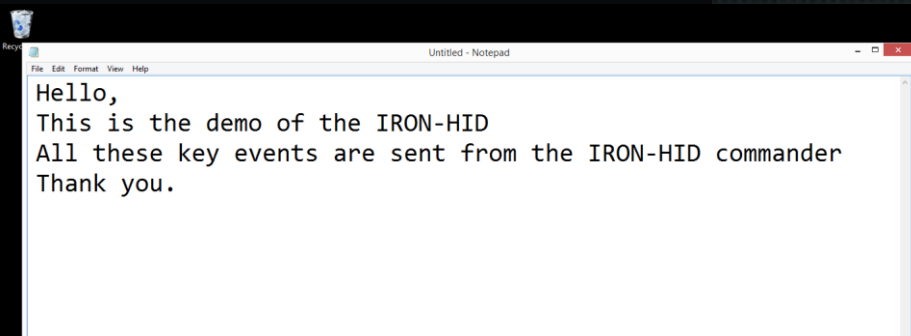 Recyc
Untitled - Notepad
File Edit Format View Help
Hello,
This is the demo of the IRON-HID
All these key events are sent from the IRON-HID commander
Thank you.